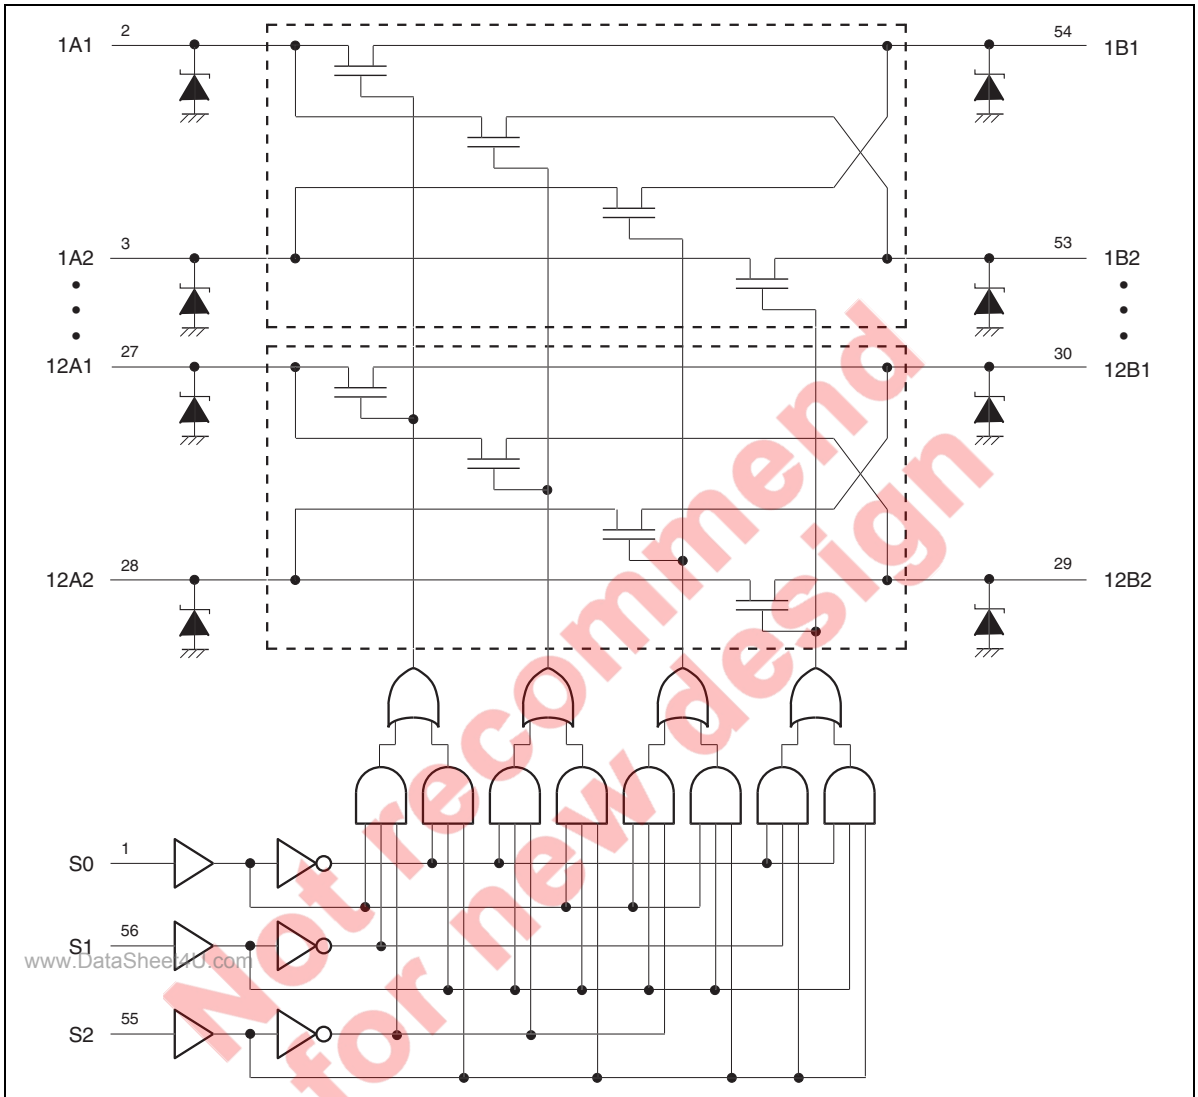 1A1
2
54
1B1
1A2
3
53
1B2
12A1
27
30
12B1
12A2
28
29
12B2
S0
1
S1
56
S2
55
Not recommend
for new design
www.DataSheet4U.com